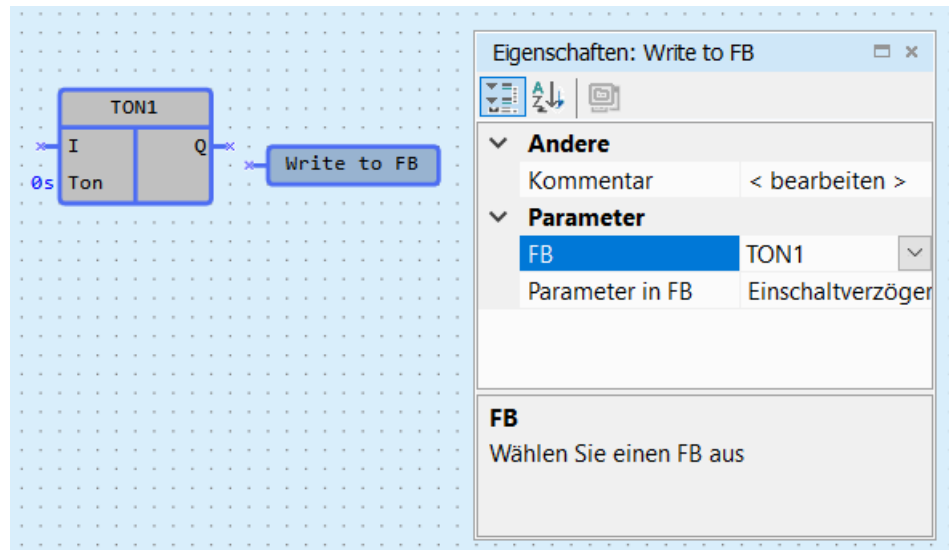 TON1
I Q
0s Ton
Write to FB
Eigenschaften: Write to FB
Andere
Kommentar < bearbeiten >
Parameter
FB TON1
Parameter in FB Einschaltverzöger
FB
Wählen Sie einen FB aus